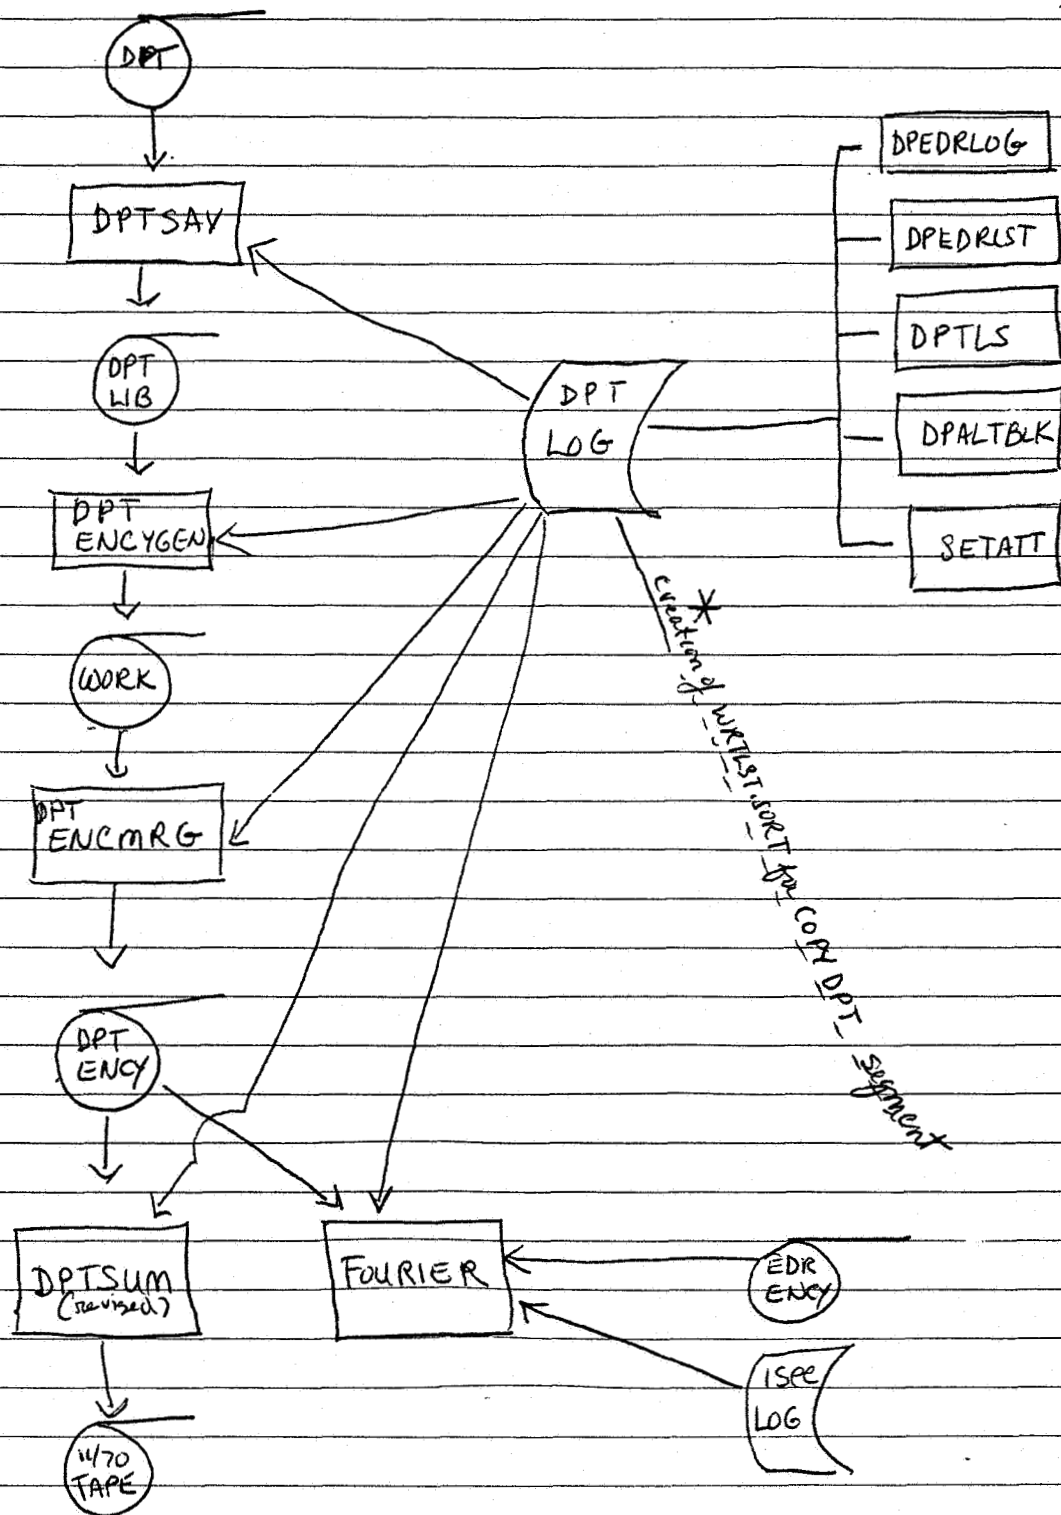 DPT
DPTSAV
DPT
LIB
DPT
ENCYGEN
WORK
DPT
ENCMRG
DPT
ENCY
DPTSUM
(revised)
11/70
TAPE
DPT
LOG
*
creation of WRTLST.SORT for COPY DPT segment
FOURIER
DPEDRLOG
DPEDRLST
DPTLS
DPALTBLK
SETATT
EDR
ENCY
ISEE
LOG